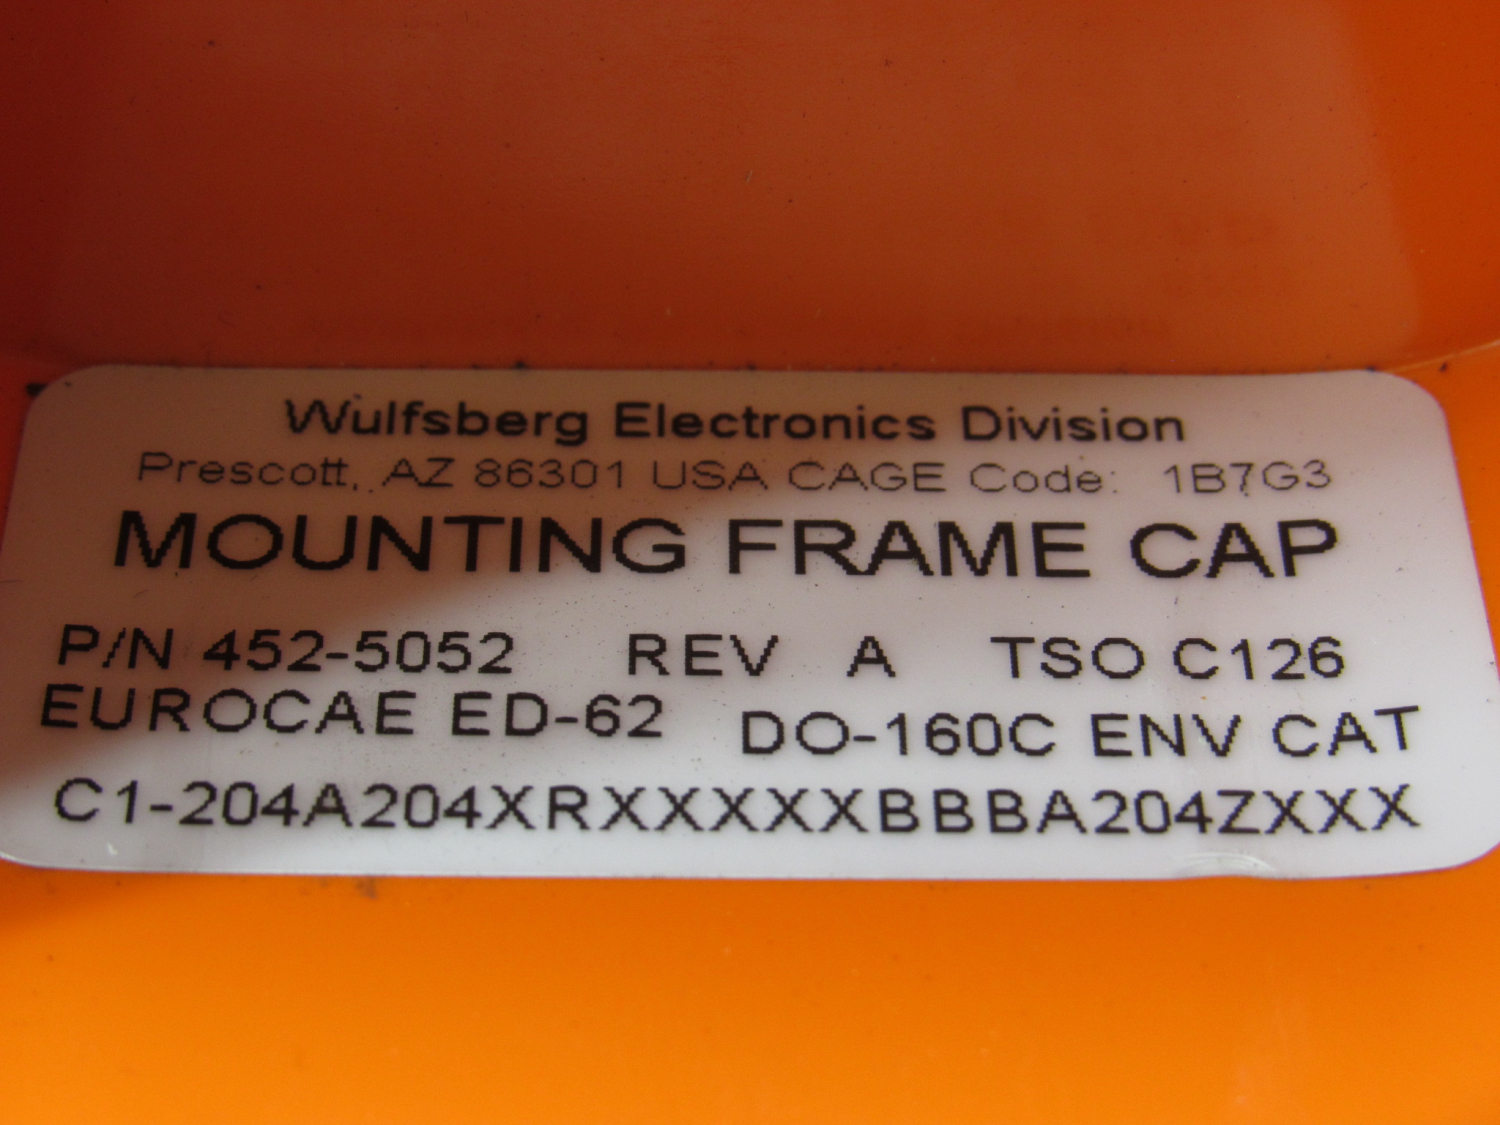 Wulfsberg Electronics Division
Prescott, AZ 86301 USA CAGE Code: 1B7G3
MOUNTING FRAME CAP
P/N 452-5052 REV A TSO C126
EUROCAE ED-62 DO-160C ENV CAT
C1-204A204XRXXXXXBBBA204ZXXX